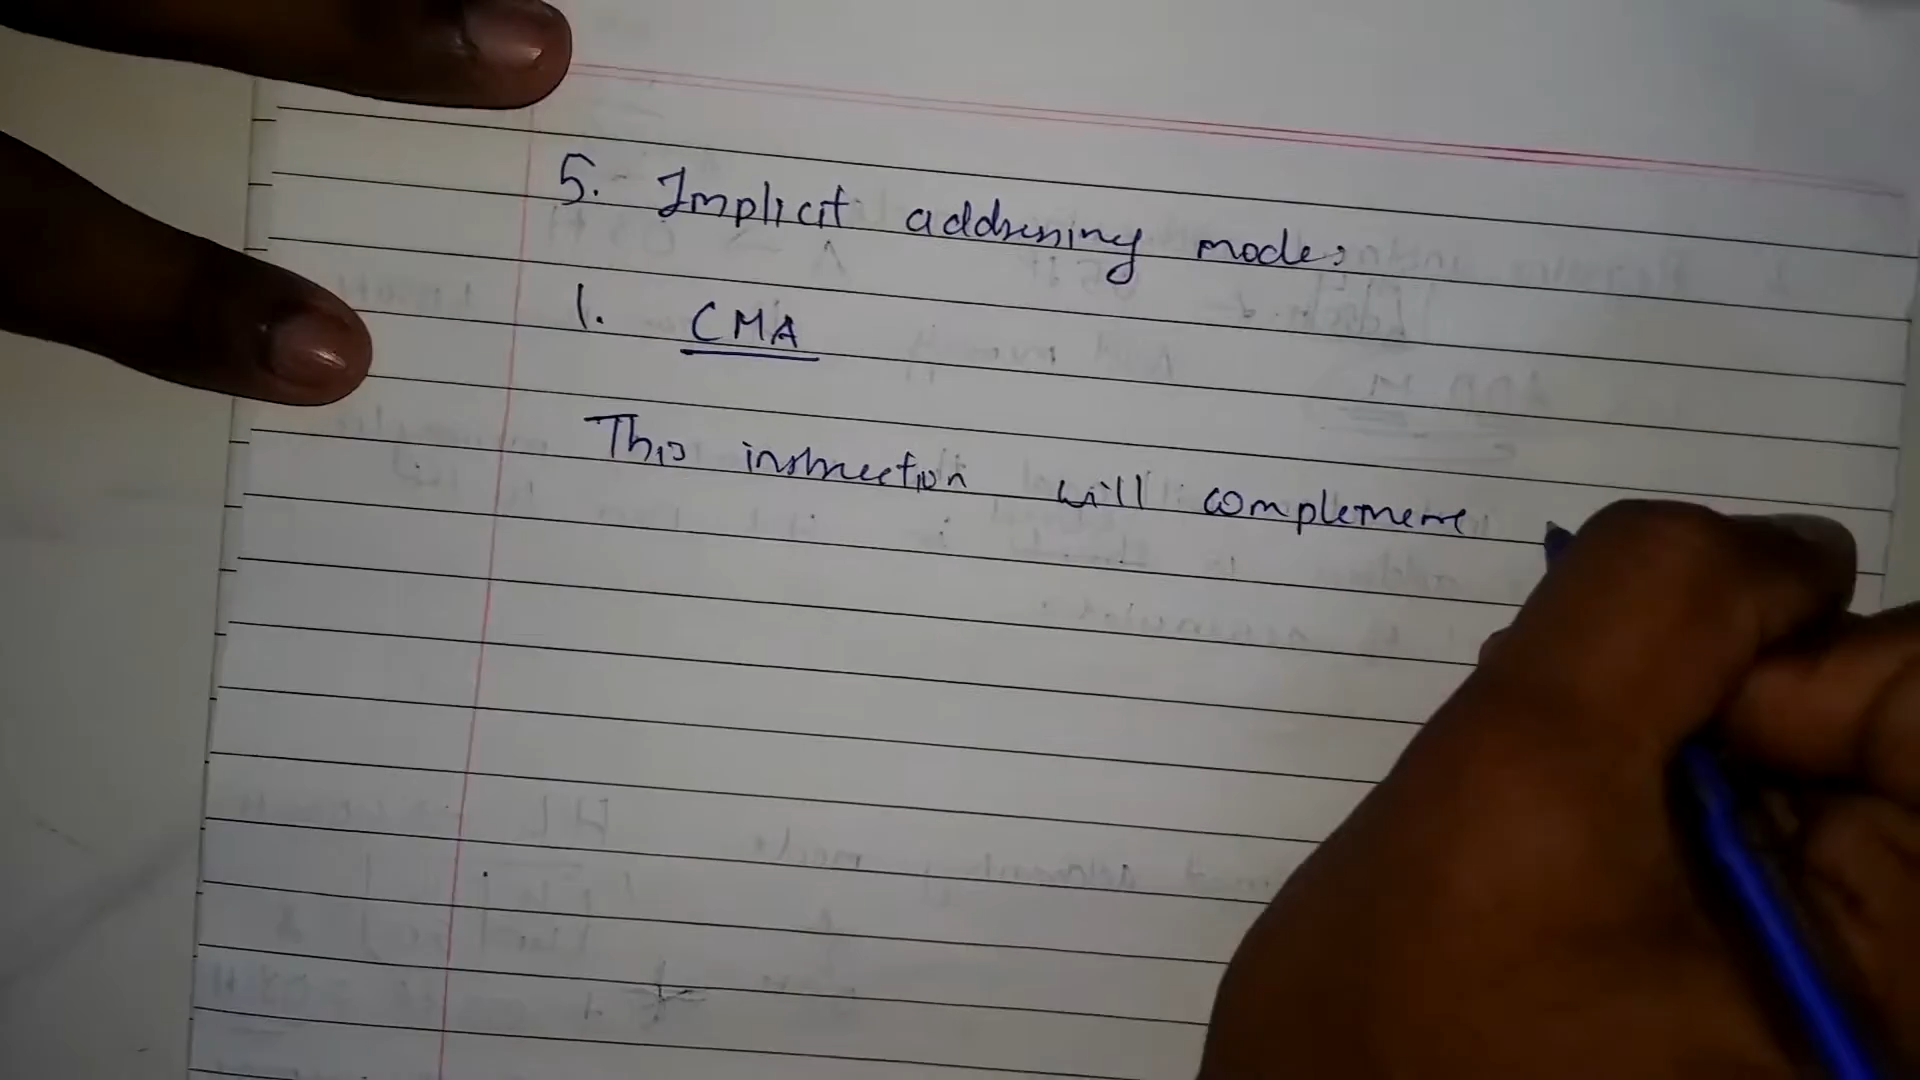 5. Implicit addressing mode:
1. CMA
This instruction will complement